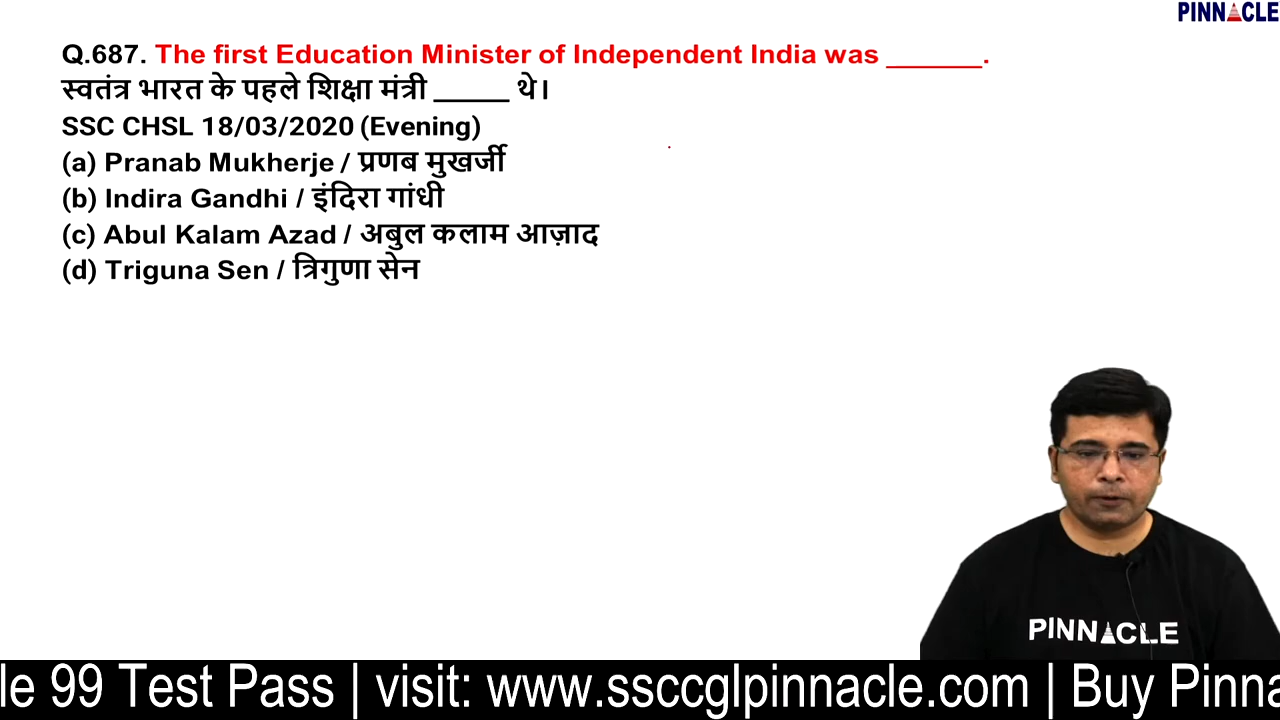 PINNACLE
Q.687. The first Education Minister of Independent India was ______.
स्वतंत्र भारत के पहले शिक्षा मंत्री _____ थे।
SSC CHSL 18/03/2020 (Evening)
(a) Pranab Mukherje / प्रणब मुखर्जी
(b) Indira Gandhi / इंदिरा गांधी
(c) Abul Kalam Azad / अबुल कलाम आज़ाद
(d) Triguna Sen / त्रिगुणा सेन
PINNACLE
le 99 Test Pass | visit: www.ssccglpinnacle.com | Buy Pinna